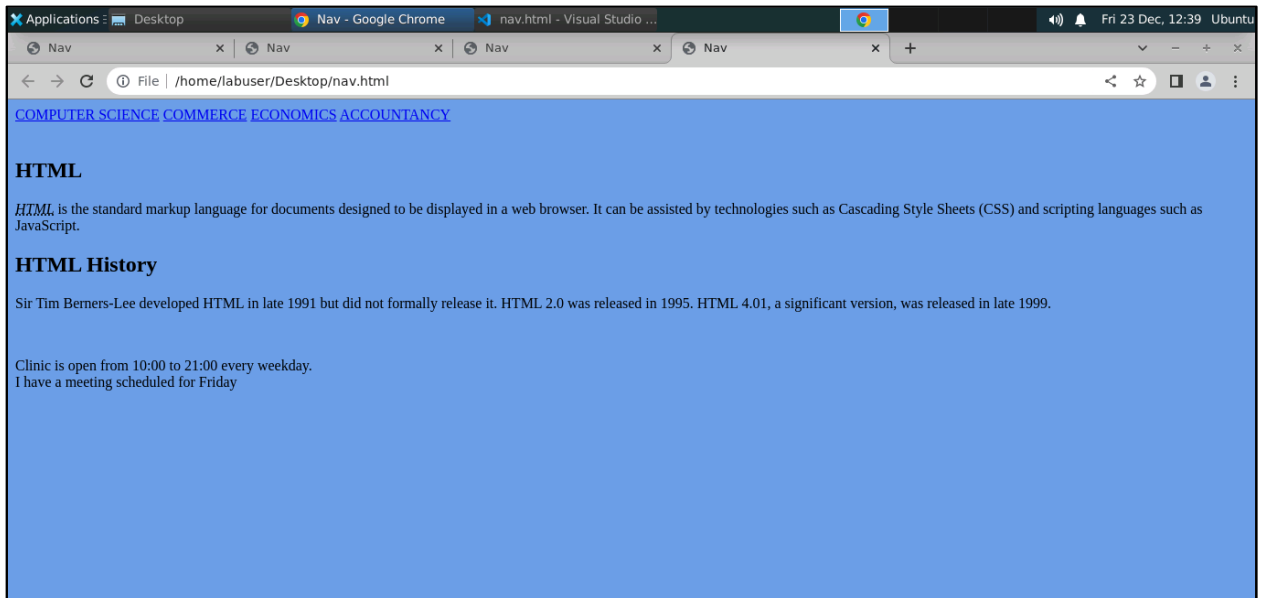 Applications Desktop Nav - Google Chrome nav.html - Visual Studio ... Fri 23 Dec, 12:39 Ubuntu
Nav Nav Nav Nav
File /home/labuser/Desktop/nav.html
COMPUTER SCIENCE COMMERCE ECONOMICS ACCOUNTANCY
HTML
HTML is the standard markup language for documents designed to be displayed in a web browser. It can be assisted by technologies such as Cascading Style Sheets (CSS) and scripting languages such as
JavaScript.
HTML History
Sir Tim Berners-Lee developed HTML in late 1991 but did not formally release it. HTML 2.0 was released in 1995. HTML 4.01, a significant version, was released in late 1999.
Clinic is open from 10:00 to 21:00 every weekday.
I have a meeting scheduled for Friday